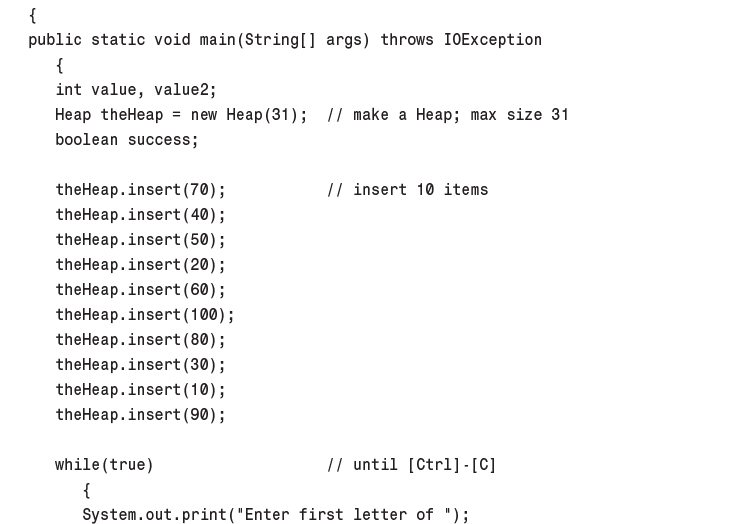 {
public static void main(String[] args) throws IOException
{
int value, value2;
Heap theHeap = new Heap(31);  // make a Heap; max size 31
boolean success;
theHeap.insert(70);           // insert 10 items
theHeap.insert(40);
theHeap.insert(50);
theHeap.insert(20);
theHeap.insert(60);
theHeap.insert(100);
theHeap.insert(80);
theHeap.insert(30);
theHeap.insert(10);
theHeap.insert(90);
while(true)                   // until [Ctrl]-[C]
{
System.out.print("Enter first letter of ");